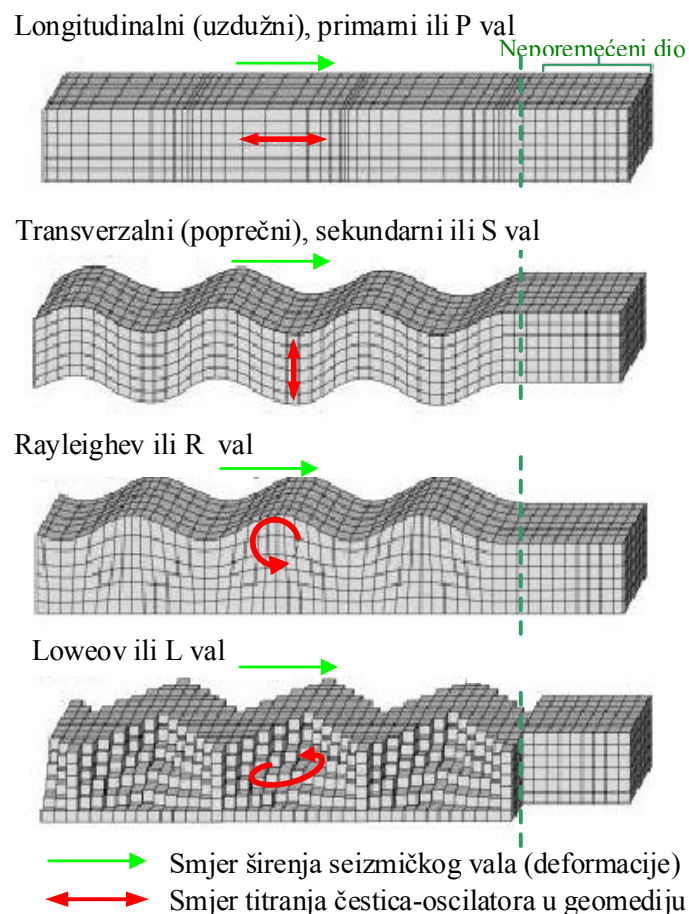 Longitudinalni (uzdužni), primarni ili P val
Neporemećeni dio
Transverzalni (poprečni), sekundarni ili S val
Rayleighev ili R val
Loweov ili L val
Smjer širenja seizmičkog vala (deformacije)
Smjer titranja čestica-oscilatora u geomediju